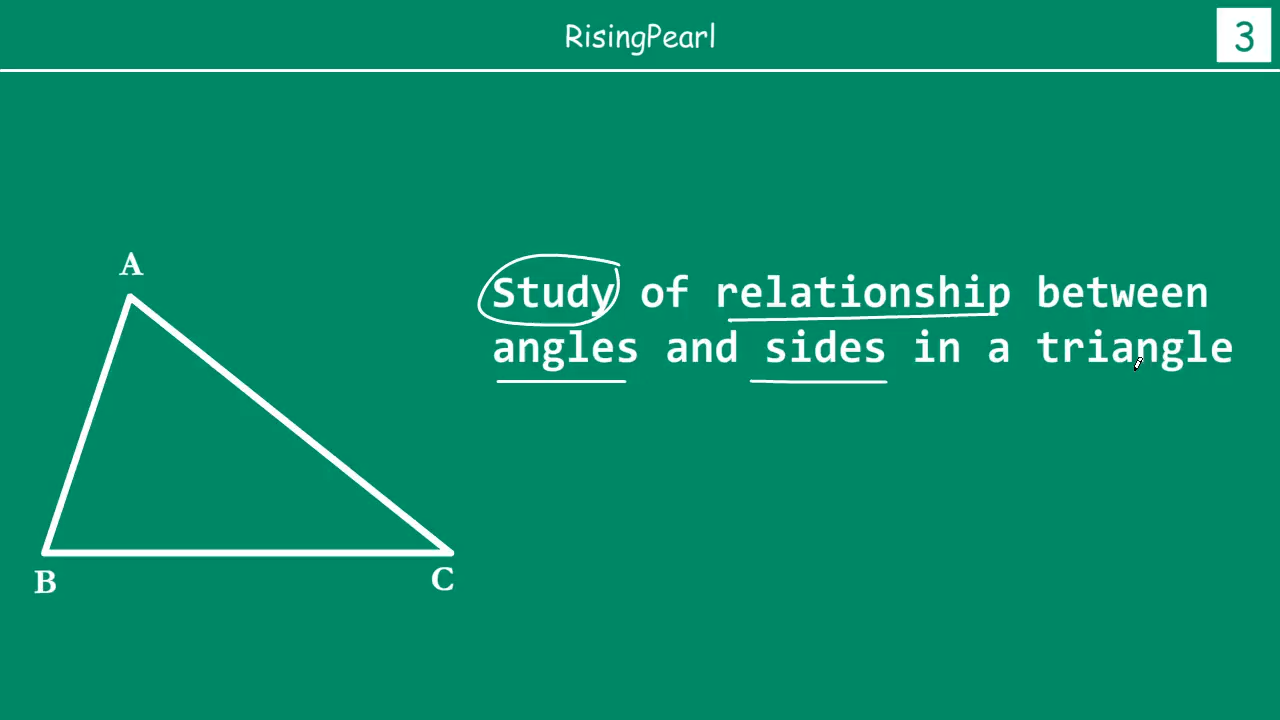 RisingPearl
3
A
Study of relationship between
angles and sides in a triangle
B
C